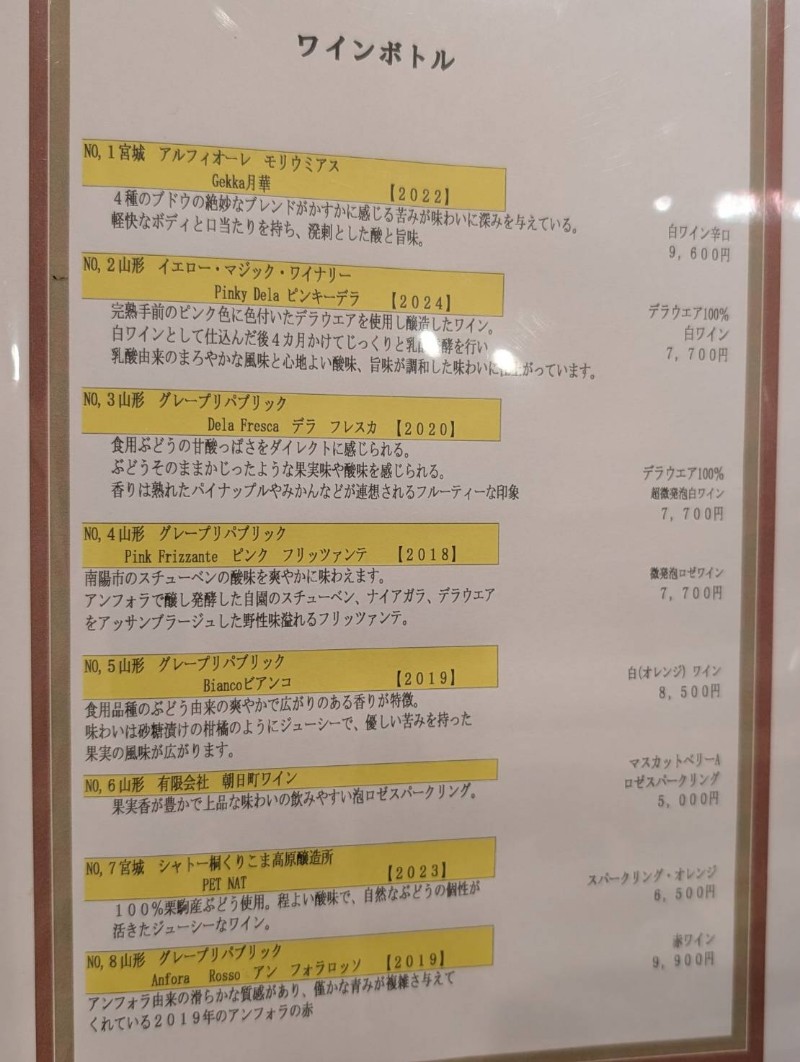 ワインボトル
NO,1宮城 アルフィオーレ モリウミアス
Gekka月華 【2022】
4種のブドウの絶妙なブレンドがかすかに感じる苦みが味わいに深みを与えている。
軽快なボディと口当たりを持ち、溌剌とした酸と旨味。
白ワイン辛口
9,600円
NO,2山形 イエロー・マジック・ワイナリー
Pinky Dela ピンキーデラ 【2024】
完熟手前のピンク色に色付いたデラウエアを使用し醸造したワイン。
白ワインとして仕込んだ後4カ月かけてじっくりと乳 酵を行い
乳酸由来のまろやかな風味と心地よい酸味、旨味が調和した味わいに 上がっています。
デラウエア100%
白ワイン
7,700円
NO,3山形 グレープリパブリック
Dela Fresca デラ フレスカ 【2020】
食用ぶどうの甘酸っぱさをダイレクトに感じられる。
ぶどうそのままかじったような果実味や酸味を感じられる。
香りは熟れたパイナップルやみかんなどが連想されるフルーティーな印象
デラウエア100%
超微発泡白ワイン
7,700円
NO,4山形 グレープリパブリック
Pink Frizzante ピンク フリッツァンテ 【2018】
南陽市のスチューベンの酸味を爽やかに味わえます。
アンフォラで醸し発酵した自園のスチューベン、ナイアガラ、デラウエア
をアッサンブラージュした野性味溢れるフリッツァンテ。
微発泡ロゼワイン
7,700円
NO,5山形 グレープリパブリック
Biancoビアンコ 【2019】
食用品種のぶどう由来の爽やかで広がりのある香りが特徴。
味わいは砂糖漬けの柑橘のようにジューシーで、優しい苦みを持った
果実の風味が広がります。
白(オレンジ) ワイン
8,500円
NO,6山形 有限会社 朝日町ワイン
果実香が豊かで上品な味わいの飲みやすい泡ロゼスパークリング。
マスカットベリーA
ロゼスパークリング
5,000円
NO,7宮城 シャトー桐くりこま高原醸造所
PET NAT 【2023】
100%栗駒産ぶどう使用。程よい酸味で、自然なぶどうの個性が
活きたジューシーなワイン。
スパークリング・オレンジ
6,500円
NO,8山形 グレープリパブリック
Anfora Rosso アン フォラロッソ 【2019】
アンフォラ由来の滑らかな質感があり、僅かな青みが複雑さ与えて
くれている2019年のアンフォラの赤
赤ワイン
9,900円